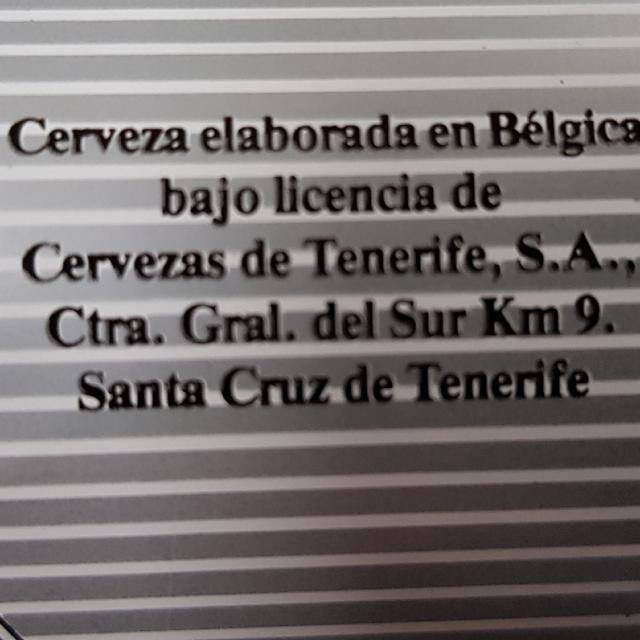 Cerveza elaborada en Bélgica
bajo licencia de
Cervezas de Tenerife, S.A.,
Ctra. Gral. del Sur Km 9.
Santa Cruz de Tenerife